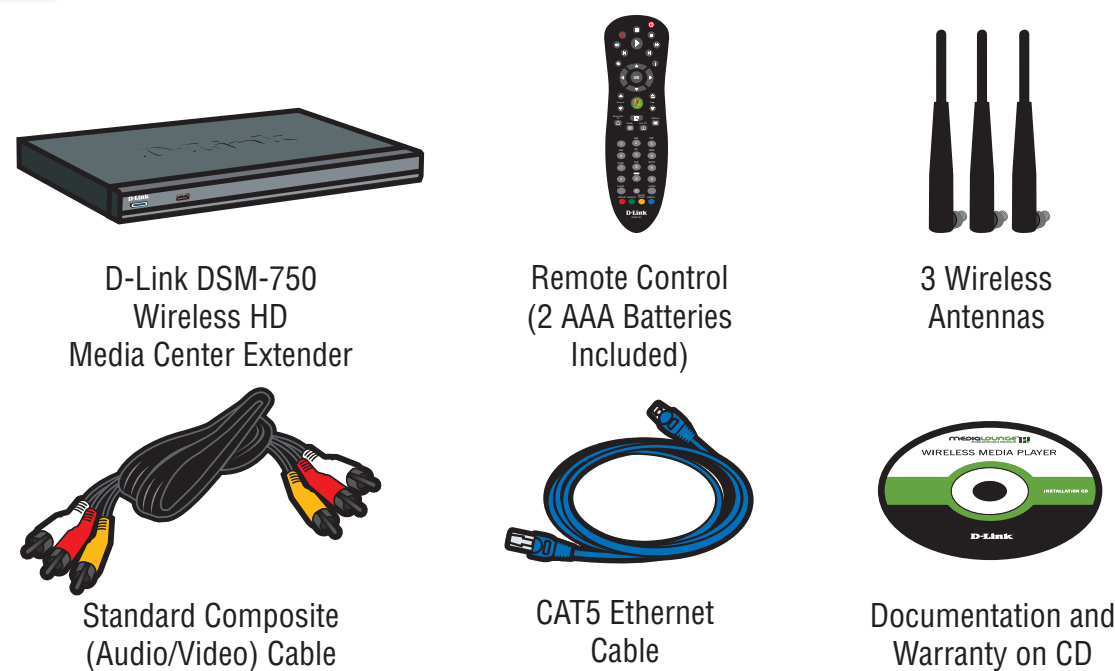 D-Link
D-Link
D-Link DSM-750
Wireless HD
Media Center Extender
OK
D-Link
Remote Control
(2 AAA Batteries
Included)
3 Wireless
Antennas
Standard Composite
(Audio/Video) Cable
CAT5 Ethernet
Cable
MEDIALOUNGE
WIRELESS MEDIA PLAYER
INSTALLATION CD
D-Link
Documentation and
Warranty on CD